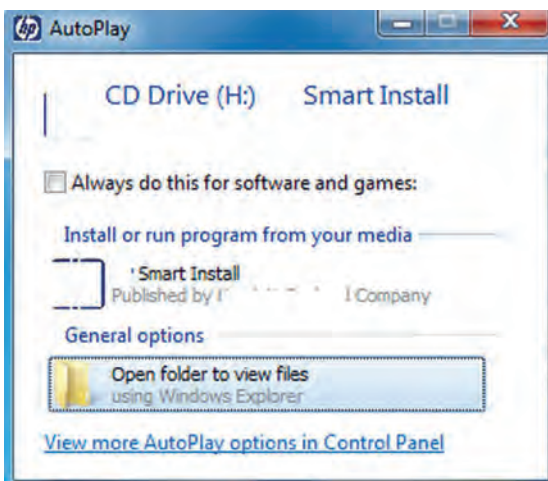 hp AutoPlay
CD Drive (H:) Smart Install
Always do this for software and games:
Install or run program from your media
Smart Install
Published by Company
General options
Open folder to view files
using Windows Explorer
View more AutoPlay options in Control Panel